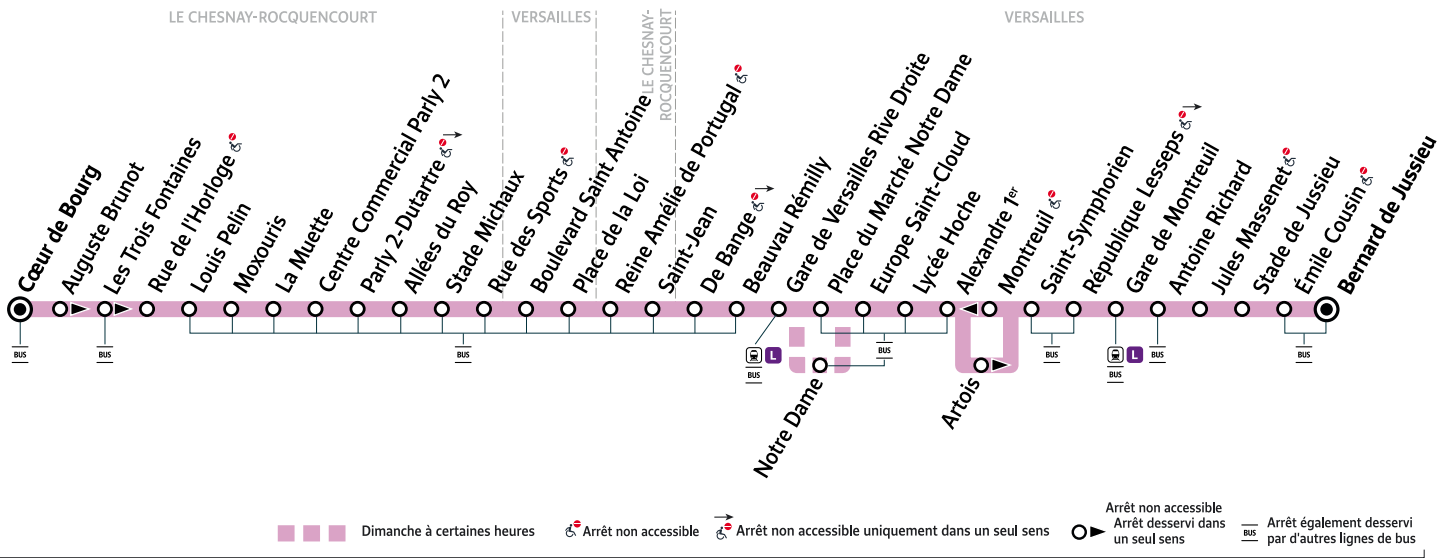 LE CHESNAY-ROCQUENCOURT
VERSAILLES
LE CHESNAY-
ROCQUENCOURT
VERSAILLES
Cœur de Bourg
Auguste Brunot
Les Trois Fontaines
Rue de l'Horloge
Louis Pelin
Moxouris
La Muette
Centre Commercial Parly 2
Parly 2-Dutartre
Allées du Roy
Stade Michaux
Rue des Sports
Boulevard Saint Antoine
Place de la Loi
Reine Amélie de Portugal
Saint-Jean
De Bange
Beauvau Rémilly
Gare de Versailles Rive Droite
Place du Marché Notre Dame
Europe Saint-Cloud
Lycée Hoche
Alexandre 1er
Montreuil
Saint-Symphorien
République Lesseps
Gare de Montreuil
Antoine Richard
Jules Massenet
Stade de Jussieu
Émile Cousin
Bernard de Jussieu
BUS
BUS
BUS
L
BUS
BUS
BUS
L
BUS
BUS
BUS
Notre Dame
Artois
Dimanche à certaines heures
Arrêt non accessible
Arrêt non accessible uniquement dans un seul sens
Arrêt non accessible
Arrêt desservi dans
un seul sens
BUS
Arrêt également desservi
par d'autres lignes de bus